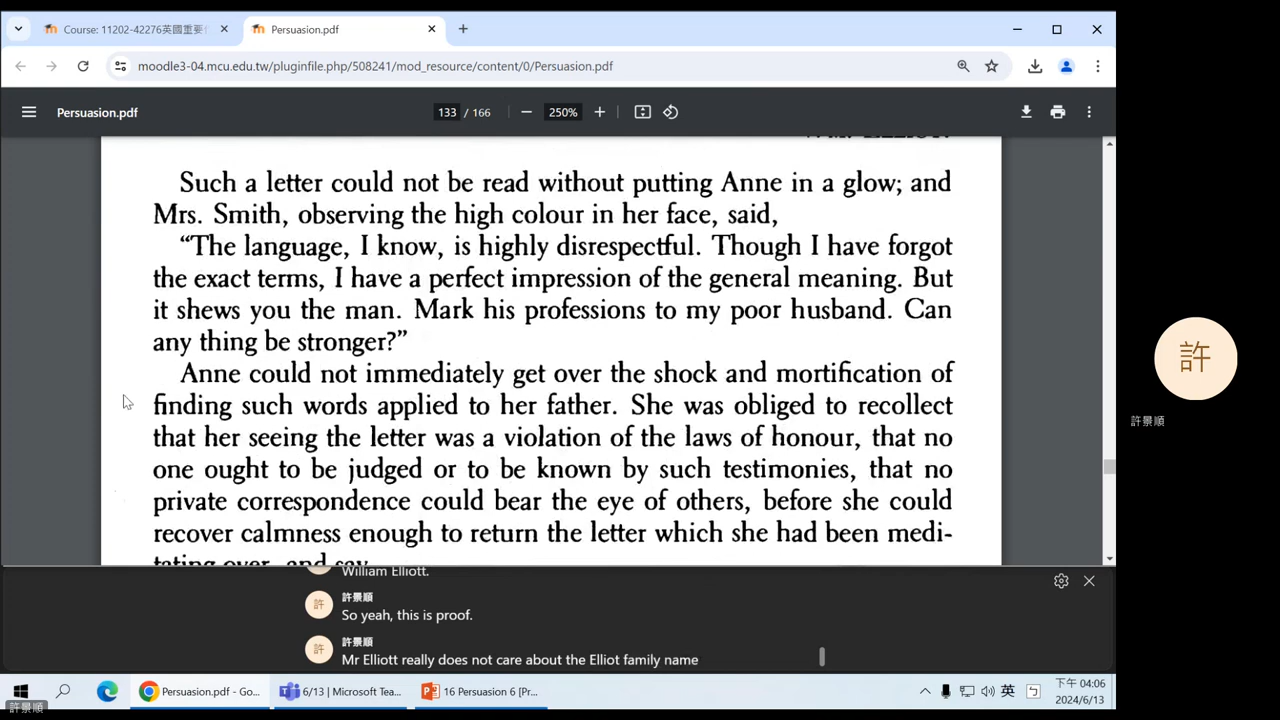 Course: 11202-42276英國重要
Persuasion.pdf
moodle3-04.mcu.edu.tw/pluginfile.php/508241/mod_resource/content/0/Persuasion.pdf
Persuasion.pdf
133 / 166
250%
Wm. Elliot.
Such a letter could not be read without putting Anne in a glow; and
Mrs. Smith, observing the high colour in her face, said,
“The language, I know, is highly disrespectful. Though I have forgot
the exact terms, I have a perfect impression of the general meaning. But
it shews you the man. Mark his professions to my poor husband. Can
any thing be stronger?”
Anne could not immediately get over the shock and mortification of
finding such words applied to her father. She was obliged to recollect
that her seeing the letter was a violation of the laws of honour, that no
one ought to be judged or to be known by such testimonies, that no
private correspondence could bear the eye of others, before she could
recover calmness enough to return the letter which she had been medi-
tating over, and say
William Elliott.
許景順
許
So yeah, this is proof.
許景順
許
Mr Elliott really does not care about the Elliot family name
許
許景順
Persuasion.pdf - Go...
6/13 | Microsoft Tea...
16 Persuasion 6 [Pr...
英
下午 04:06
2024/6/13
許景順